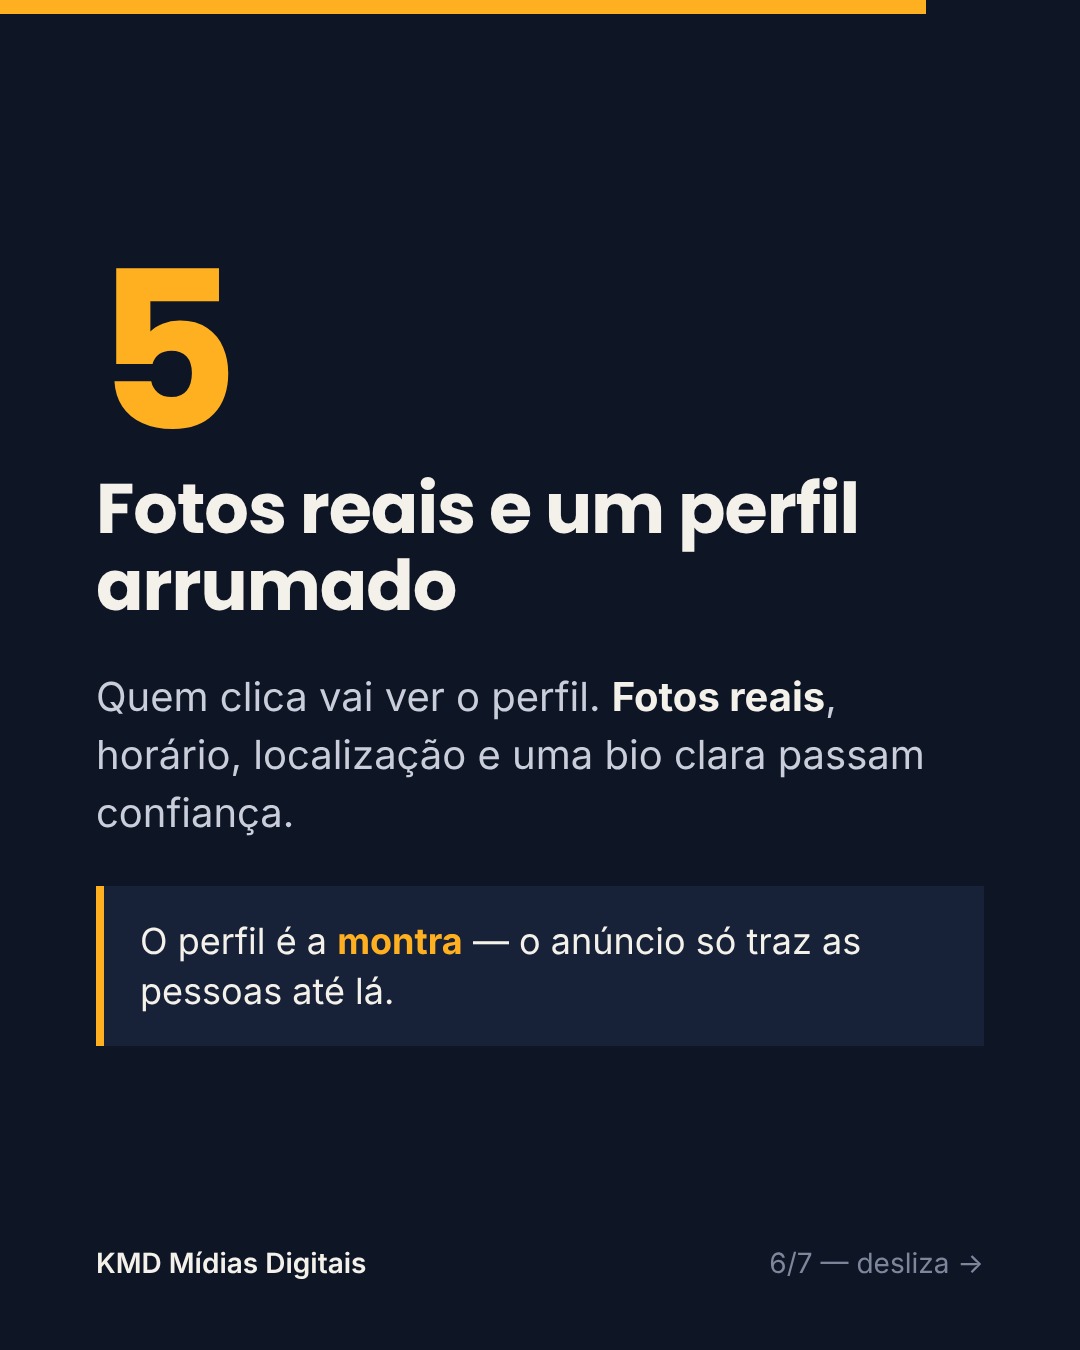 5
Fotos reais e um perfil
arrumado
Quem clica vai ver o perfil. Fotos reais,
horário, localização e uma bio clara passam
confiança.
O perfil é a montra — o anúncio só traz as
pessoas até lá.
KMD Mídias Digitais
6/7 — desliza →